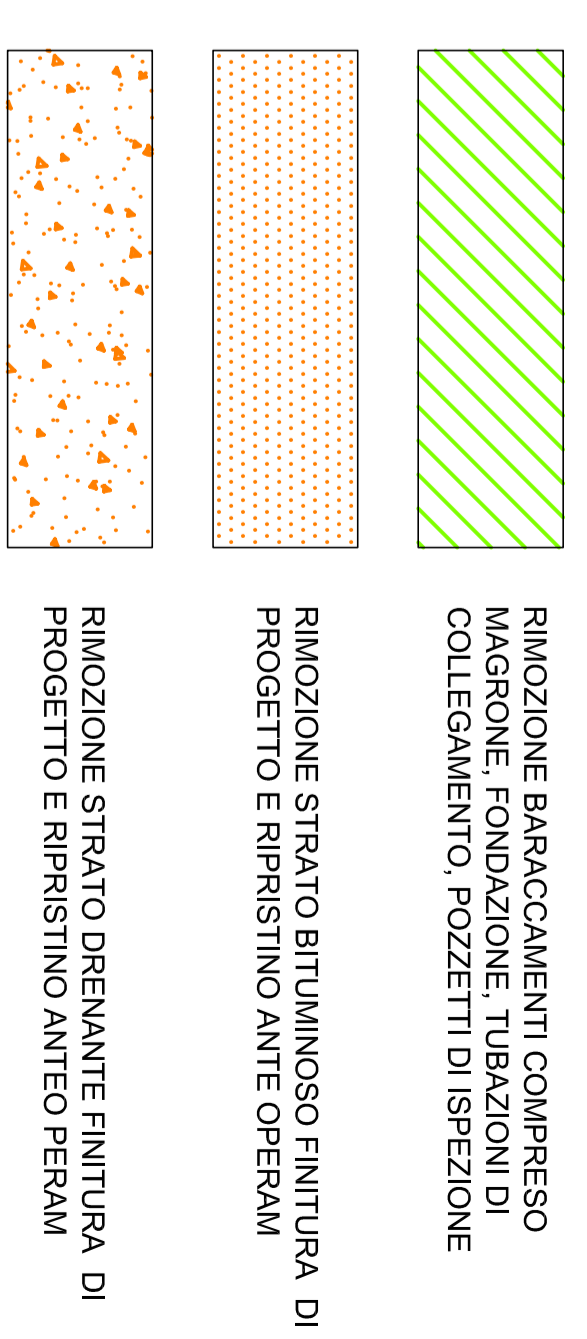 RIMOZIONE BARACCAMENTI COMPRESO
MAGRONE, FONDAZIONE, TUBAZIONI DI
COLLEGAMENTO, POZZETTI DI ISPEZIONE
RIMOZIONE STRATO BITUMINOSO FINITURA DI
PROGETTO E RIPRISTINO ANTE OPERAM
RIMOZIONE STRATO DRENANTE FINITURA DI
PROGETTO E RIPRISTINO ANTEO PERAM